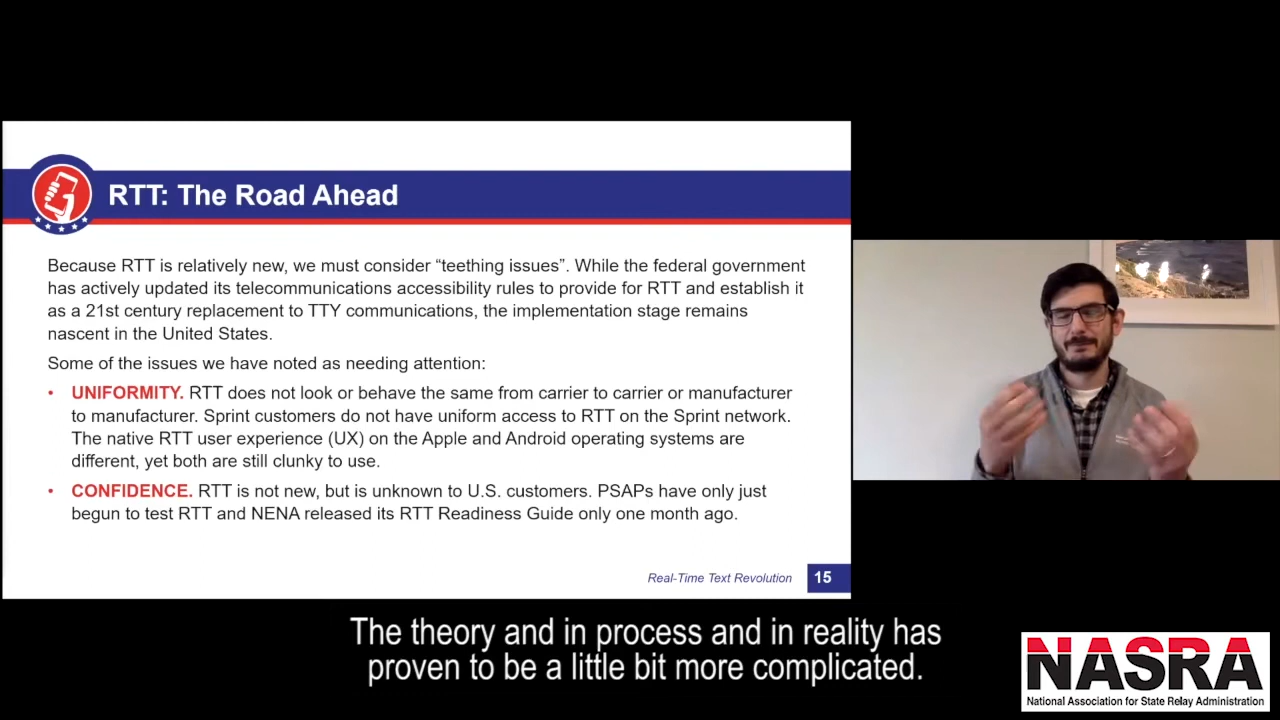 RTT: The Road Ahead
Because RTT is relatively new, we must consider “teething issues”. While the federal government
has actively updated its telecommunications accessibility rules to provide for RTT and establish it
as a 21st century replacement to TTY communications, the implementation stage remains
nascent in the United States.
Some of the issues we have noted as needing attention:
• UNIFORMITY. RTT does not look or behave the same from carrier to carrier or manufacturer
to manufacturer. Sprint customers do not have uniform access to RTT on the Sprint network.
The native RTT user experience (UX) on the Apple and Android operating systems are
different, yet both are still clunky to use.
• CONFIDENCE. RTT is not new, but is unknown to U.S. customers. PSAPs have only just
begun to test RTT and NENA released its RTT Readiness Guide only one month ago.
Real-Time Text Revolution 15
The theory and in process and in reality has
proven to be a little bit more complicated.
NASRA
National Association for State Relay Administration